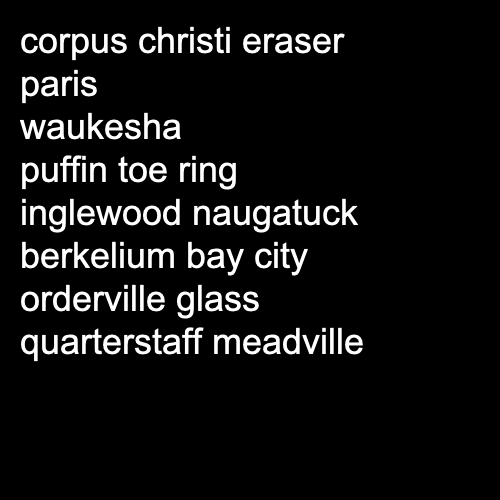 corpus christi eraser
paris
waukesha
puffin toe ring
inglewood naugatuck
berkelium bay city
orderville glass
quarterstaff meadville